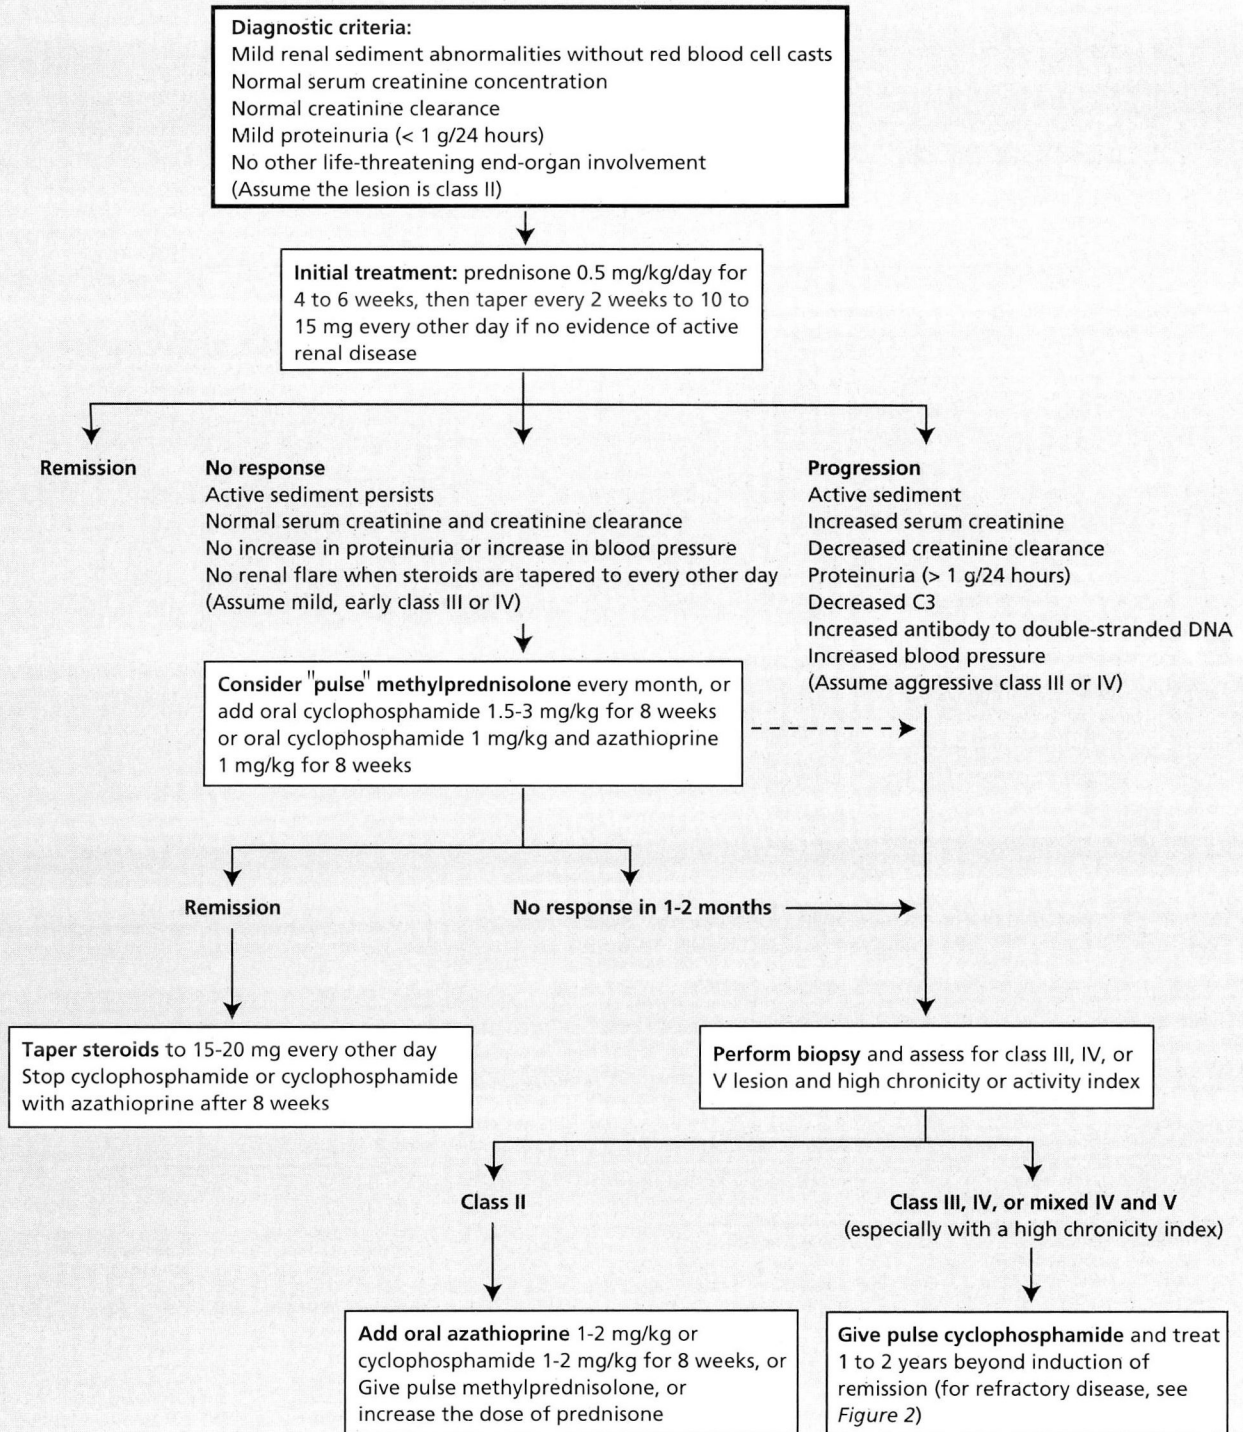 Diagnostic criteria:
Mild renal sediment abnormalities without red blood cell casts
Normal serum creatinine concentration
Normal creatinine clearance
Mild proteinuria (< 1 g/24 hours)
No other life-threatening end-organ involvement
(Assume the lesion is class II)
Initial treatment: prednisone 0.5 mg/kg/day for
4 to 6 weeks, then taper every 2 weeks to 10 to
15 mg every other day if no evidence of active
renal disease
Remission
No response
Active sediment persists
Normal serum creatinine and creatinine clearance
No increase in proteinuria or increase in blood pressure
No renal flare when steroids are tapered to every other day
(Assume mild, early class III or IV)
Progression
Active sediment
Increased serum creatinine
Decreased creatinine clearance
Proteinuria (> 1 g/24 hours)
Decreased C3
Increased antibody to double-stranded DNA
Increased blood pressure
(Assume aggressive class III or IV)
Consider "pulse" methylprednisolone every month, or
add oral cyclophosphamide 1.5-3 mg/kg for 8 weeks
or oral cyclophosphamide 1 mg/kg and azathioprine
1 mg/kg for 8 weeks
Remission
No response in 1-2 months
Taper steroids to 15-20 mg every other day
Stop cyclophosphamide or cyclophosphamide
with azathioprine after 8 weeks
Perform biopsy and assess for class III, IV, or
V lesion and high chronicity or activity index
Class II
Class III, IV, or mixed IV and V
(especially with a high chronicity index)
Add oral azathioprine 1-2 mg/kg or
cyclophosphamide 1-2 mg/kg for 8 weeks, or
Give pulse methylprednisolone, or
increase the dose of prednisone
Give pulse cyclophosphamide and treat
1 to 2 years beyond induction of
remission (for refractory disease, see
Figure 2)